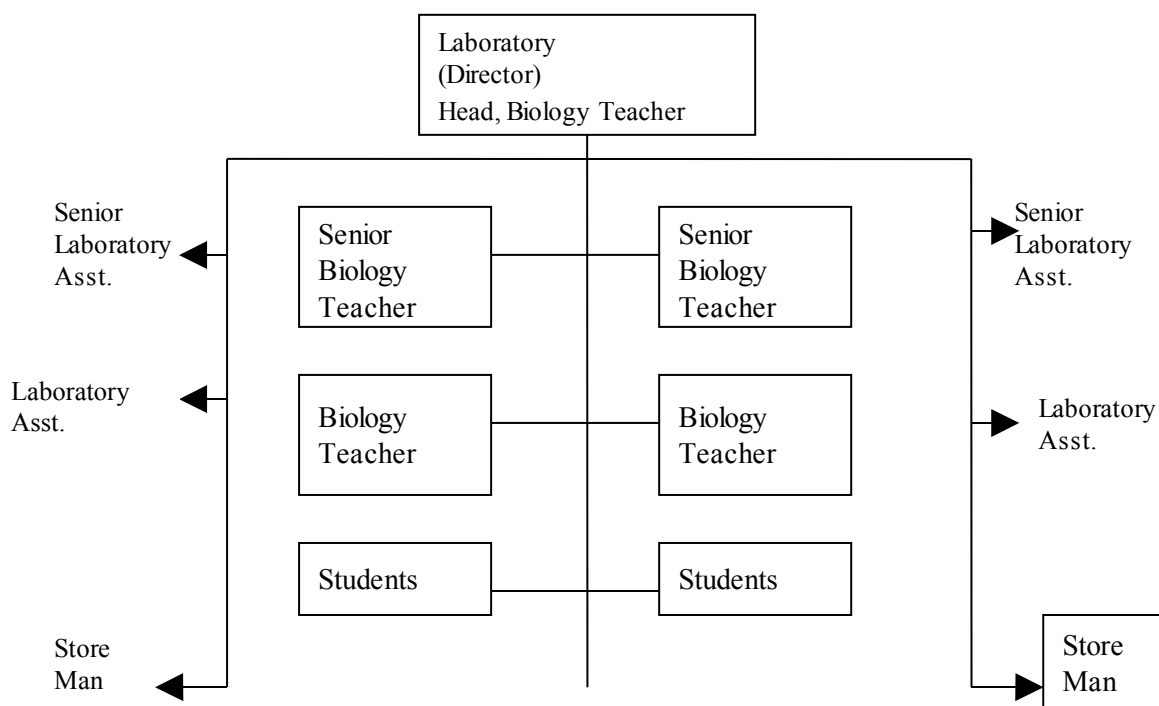 Laboratory
(Director)
Head, Biology Teacher
Senior
Laboratory
Asst.
Senior
Biology
Teacher
Senior
Biology
Teacher
Senior
Laboratory
Asst.
Laboratory
Asst.
Biology
Teacher
Biology
Teacher
Laboratory
Asst.
Students
Students
Store
Man
Store
Man